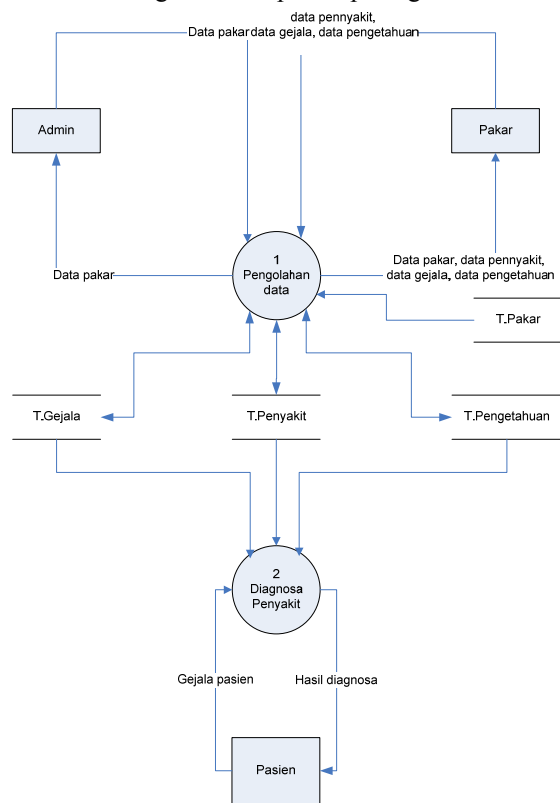 data pennyakit,
Data pakar data gejala, data pengetahuan
Admin
Pakar
1
Pengolahan
data
Data pakar
Data pakar, data pennyakit,
data gejala, data pengetahuan
T.Pakar
T.Gejala
T.Penyakit
T.Pengetahuan
2
Diagnosa
Penyakit
Gejala pasien
Hasil diagnosa
Pasien